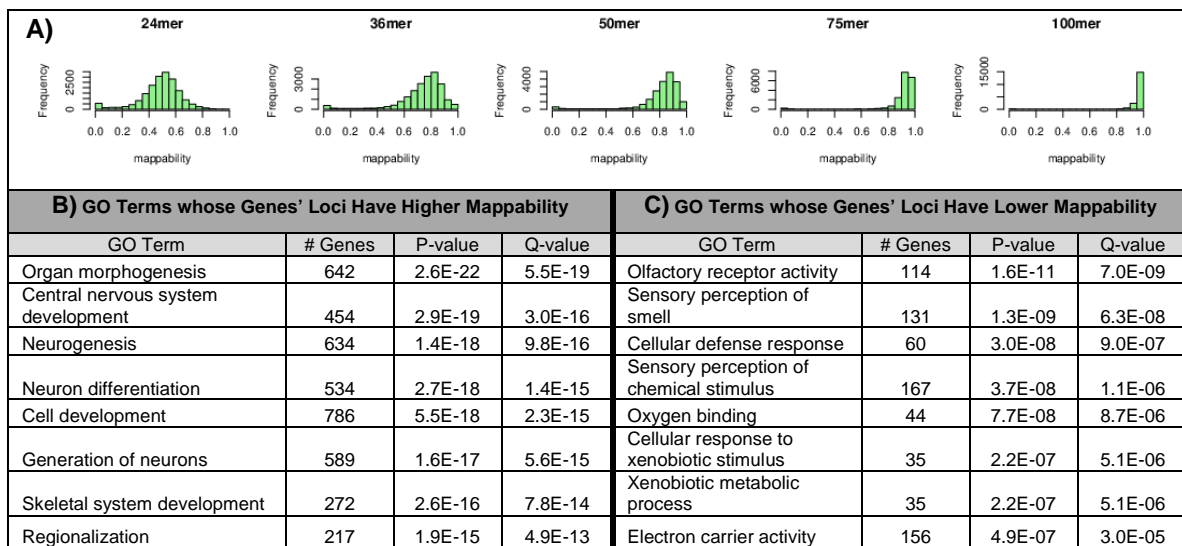 A)
24mer
36mer
50mer
75mer
100mer
Frequency
0 2500
0.0 0.2 0.4 0.6 0.8 1.0
mappability
Frequency
0 3000
0.0 0.2 0.4 0.6 0.8 1.0
mappability
Frequency
0 4000
0.0 0.2 0.4 0.6 0.8 1.0
mappability
Frequency
0 6000
0.0 0.2 0.4 0.6 0.8 1.0
mappability
Frequency
0 15000
0.0 0.2 0.4 0.6 0.8 1.0
mappability
B) GO Terms whose Genes' Loci Have Higher Mappability
GO Term # Genes P-value Q-value
Organ morphogenesis 642 2.6E-22 5.5E-19
Central nervous system
development 454 2.9E-19 3.0E-16
Neurogenesis 634 1.4E-18 9.8E-16
Neuron differentiation 534 2.7E-18 1.4E-15
Cell development 786 5.5E-18 2.3E-15
Generation of neurons 589 1.6E-17 5.6E-15
Skeletal system development 272 2.6E-16 7.8E-14
Regionalization 217 1.9E-15 4.9E-13
C) GO Terms whose Genes' Loci Have Lower Mappability
GO Term # Genes P-value Q-value
Olfactory receptor activity 114 1.6E-11 7.0E-09
Sensory perception of
smell 131 1.3E-09 6.3E-08
Cellular defense response 60 3.0E-08 9.0E-07
Sensory perception of
chemical stimulus 167 3.7E-08 1.1E-06
Oxygen binding 44 7.7E-08 8.7E-06
Cellular response to
xenobiotic stimulus 35 2.2E-07 5.1E-06
Xenobiotic metabolic
process 35 2.2E-07 5.1E-06
Electron carrier activity 156 4.9E-07 3.0E-05